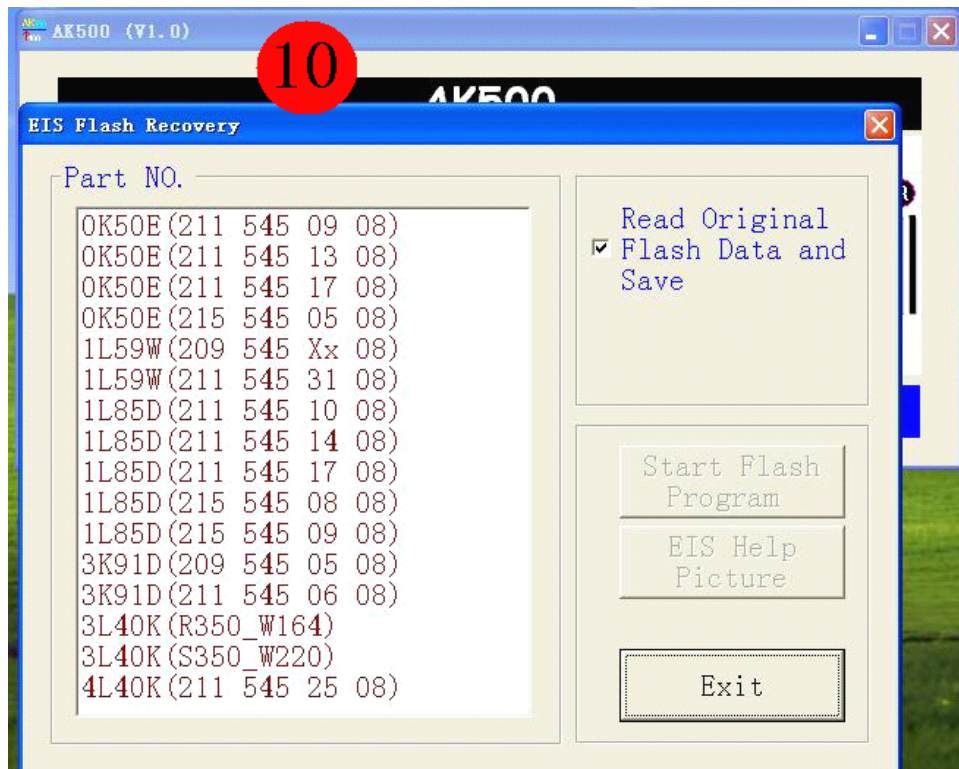 AK500 (V1.0)
10
AK500
EIS Flash Recovery
Part NO.
0K50E(211 545 09 08)
0K50E(211 545 13 08)
0K50E(211 545 17 08)
0K50E(215 545 05 08)
1L59W(209 545 Xx 08)
1L59W(211 545 31 08)
1L85D(211 545 10 08)
1L85D(211 545 14 08)
1L85D(211 545 17 08)
1L85D(215 545 08 08)
1L85D(215 545 09 08)
3K91D(209 545 05 08)
3K91D(211 545 06 08)
3L40K(R350_W164)
3L40K(S350_W220)
4L40K(211 545 25 08)
Read Original
Flash Data and
Save
Start Flash
Program
EIS Help
Picture
Exit